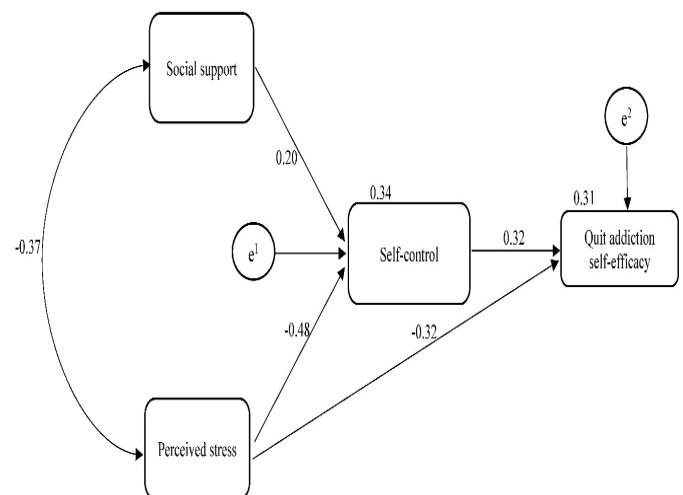 Social support
e²
0.20
0.34
0.31
-0.37
e¹
Self-control
0.32
Quit addiction
self-efficacy
-0.48
-0.32
Perceived stress